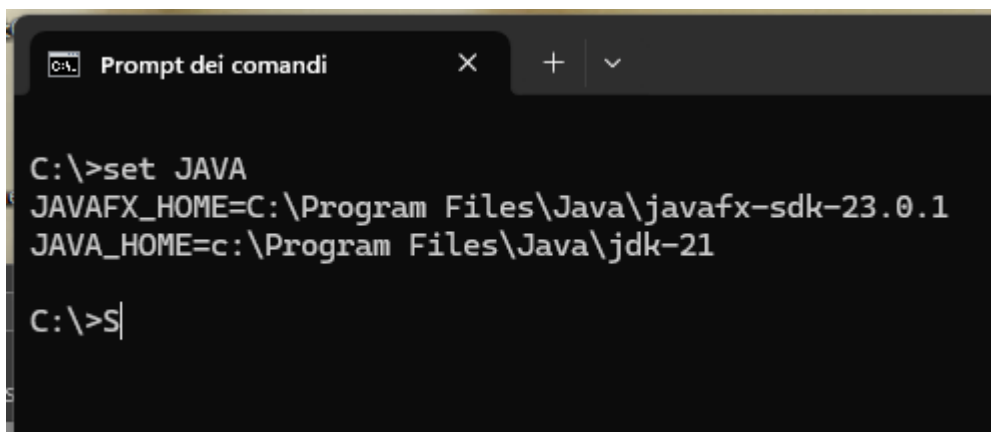 Prompt dei comandi
C:\>set JAVA
JAVAFX_HOME=C:\Program Files\Java\javafx-sdk-23.0.1
JAVA_HOME=c:\Program Files\Java\jdk-21
C:\>S